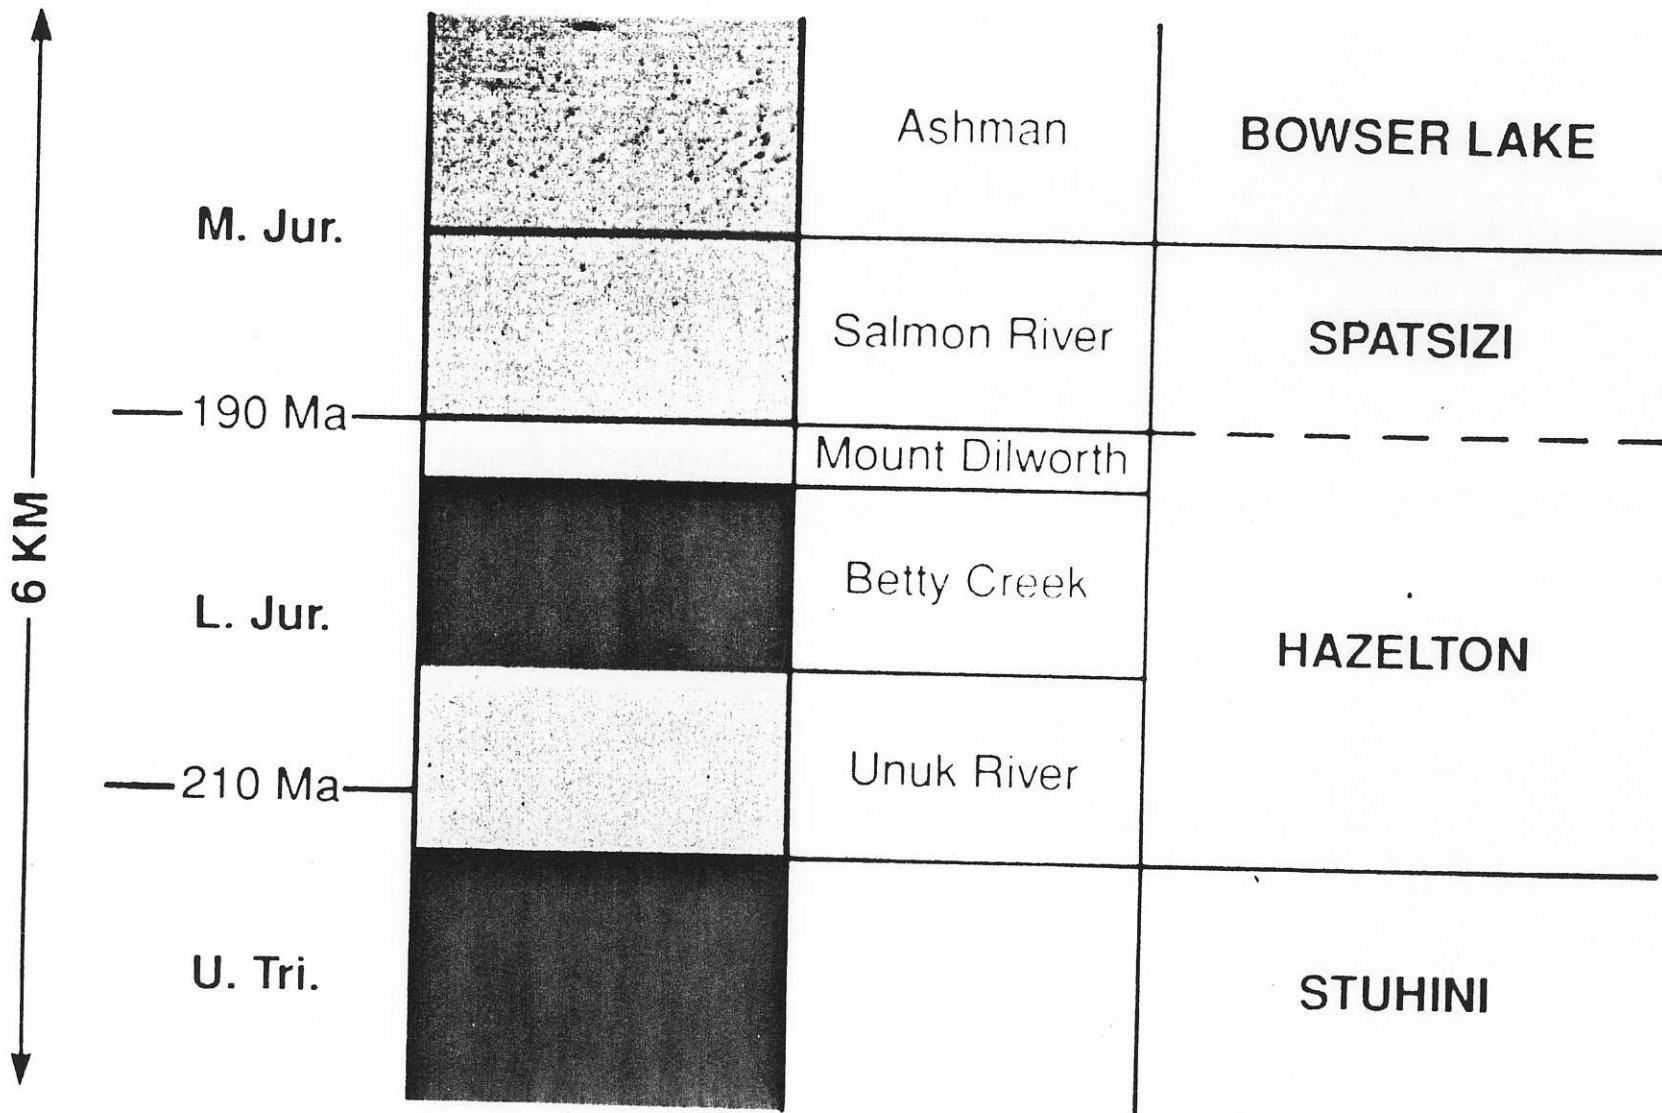 Ashman
BOWSER LAKE
M. Jur.
Salmon River
SPATSIZI
190 Ma
Mount Dilworth
6 KM
Betty Creek
L. Jur.
HAZELTON
210 Ma
Unuk River
U. Tri.
STUHINI